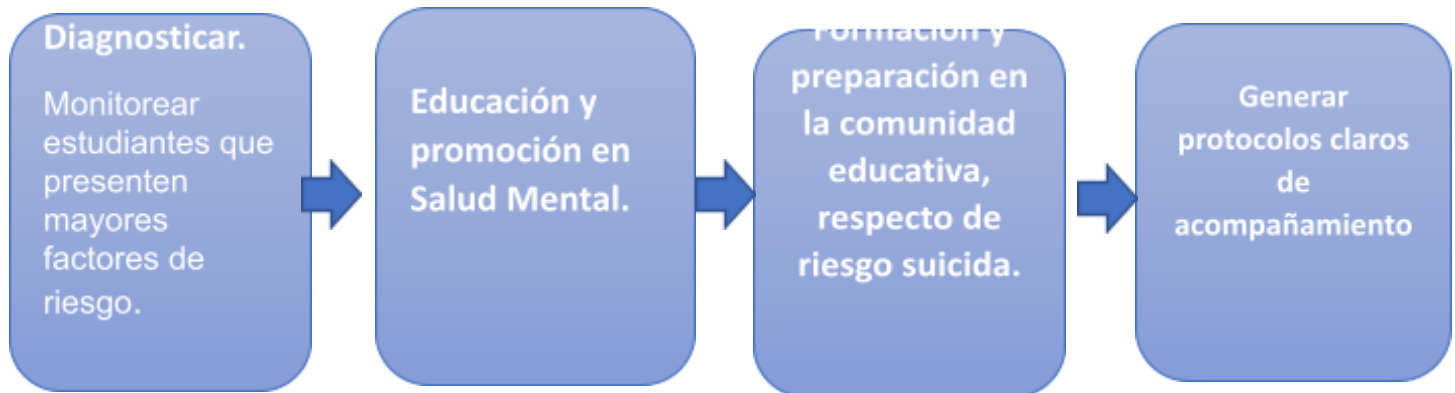 Diagnosticar.
Monitorear
estudiantes que
presenten
mayores
factores de
riesgo.
Educación y
promoción en
Salud Mental.
Formación y
preparación en
la comunidad
educativa,
respecto de
riesgo suicida.
Generar
protocolos claros
de
acompañamiento